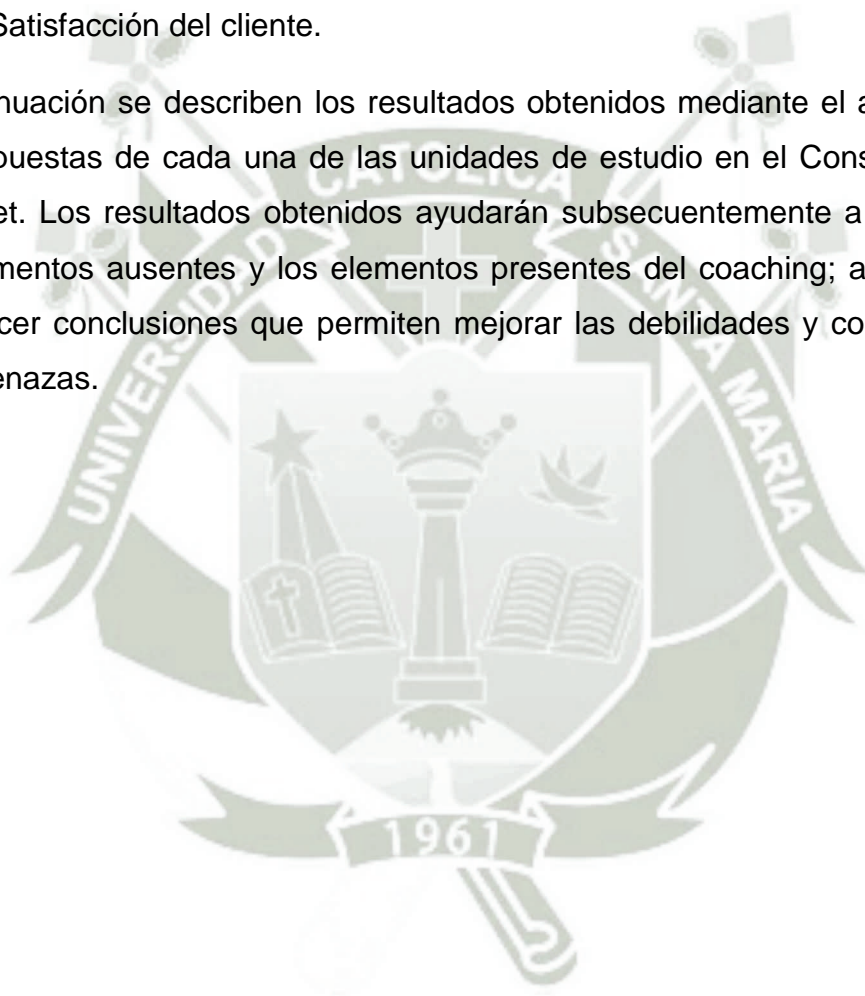 Satisfacción del cliente.
nuación se describen los resultados obtenidos mediante el a
puestas de cada una de las unidades de estudio en el Cons
et. Los resultados obtenidos ayudarán subsecuentemente a
mentos ausentes y los elementos presentes del coaching; a
cer conclusiones que permiten mejorar las debilidades y co
enazas.
UNIVERSIDAD CATOLICA SANTA MARIA
1961